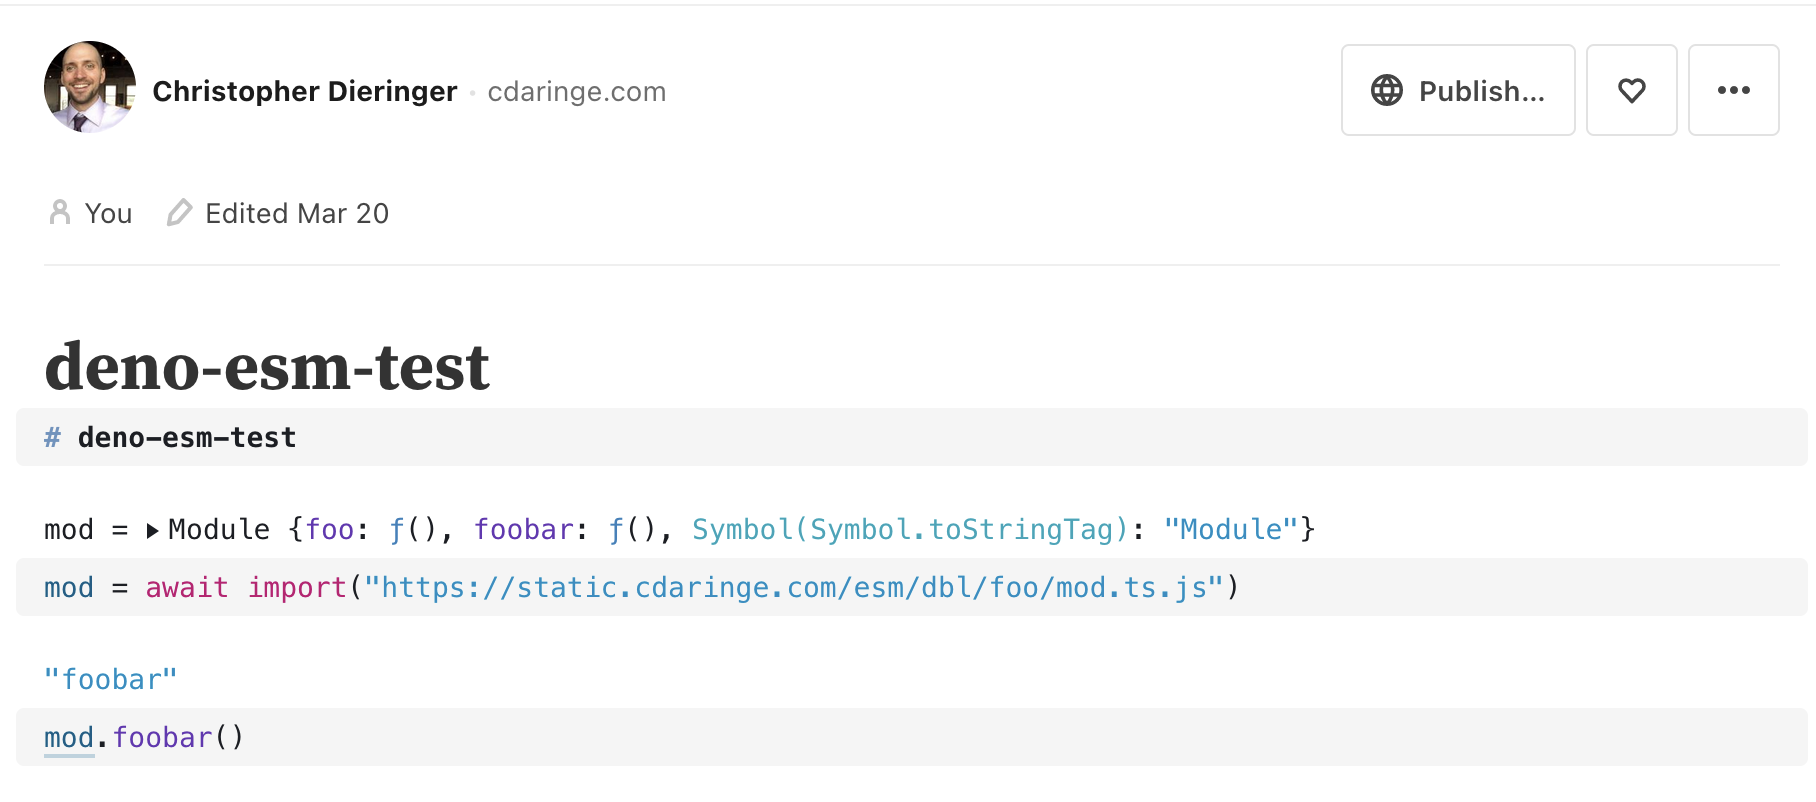 Christopher Dieringer • cdaringe.com
Publish...
You Edited Mar 20
deno-esm-test
# deno-esm-test
mod = ▸Module {foo: ƒ(), foobar: ƒ(), Symbol(Symbol.toStringTag): "Module"}
mod = await import("https://static.cdaringe.com/esm/dbl/foo/mod.ts.js")
"foobar"
mod.foobar()